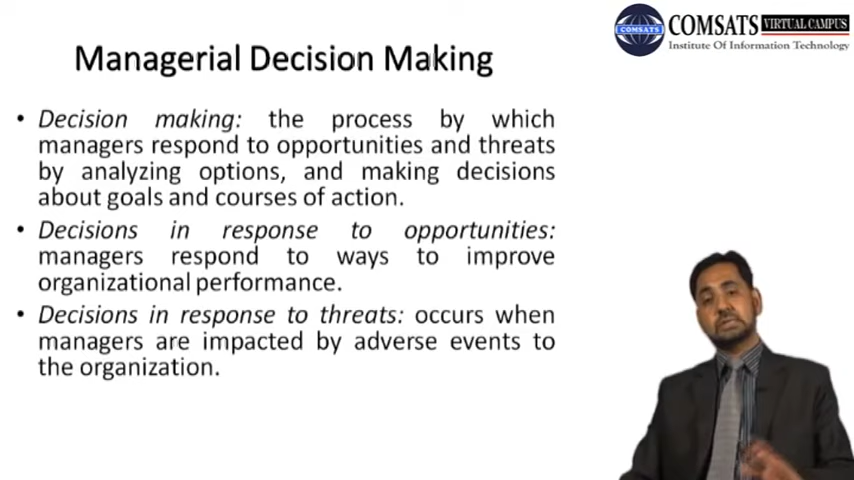 COMSATS VIRTUAL CAMPUS
COMSATS
Institute Of Information Technology
Managerial Decision Making
• Decision making: the process by which
managers respond to opportunities and threats
by analyzing options, and making decisions
about goals and courses of action.
• Decisions in response to opportunities:
managers respond to ways to improve
organizational performance.
• Decisions in response to threats: occurs when
managers are impacted by adverse events to
the organization.